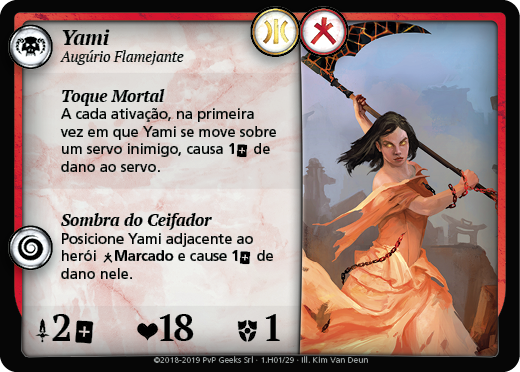 Yami
Augúrio Flamejante
Toque Mortal
A cada ativação, na primeira
vez em que Yami se move sobre
um servo inimigo, causa 1 de
dano ao servo.
Sombra do Ceifador
Posicione Yami adjacente ao
herói Marcado e cause 1 de
dano nele.
2 18 1
©2018-2019 PvP Geeks Srl · 1.H01/29 · Ill. Kim Van Deun